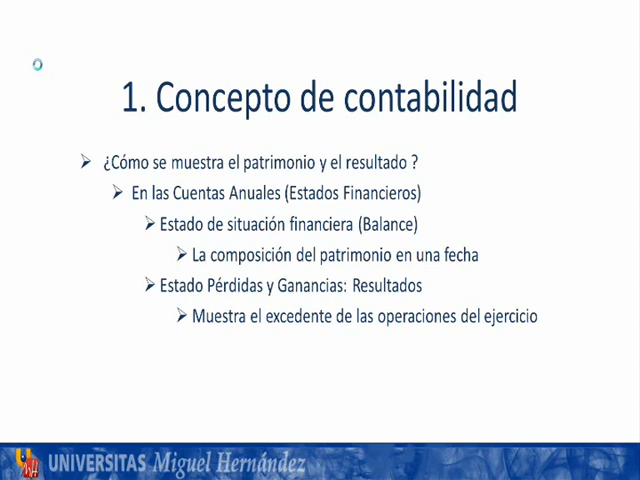 1. Concepto de contabilidad
¿Cómo se muestra el patrimonio y el resultado ?
En las Cuentas Anuales (Estados Financieros)
Estado de situación financiera (Balance)
La composición del patrimonio en una fecha
Estado Pérdidas y Ganancias: Resultados
Muestra el excedente de las operaciones del ejercicio
UNIVERSITAS Miguel Hernández